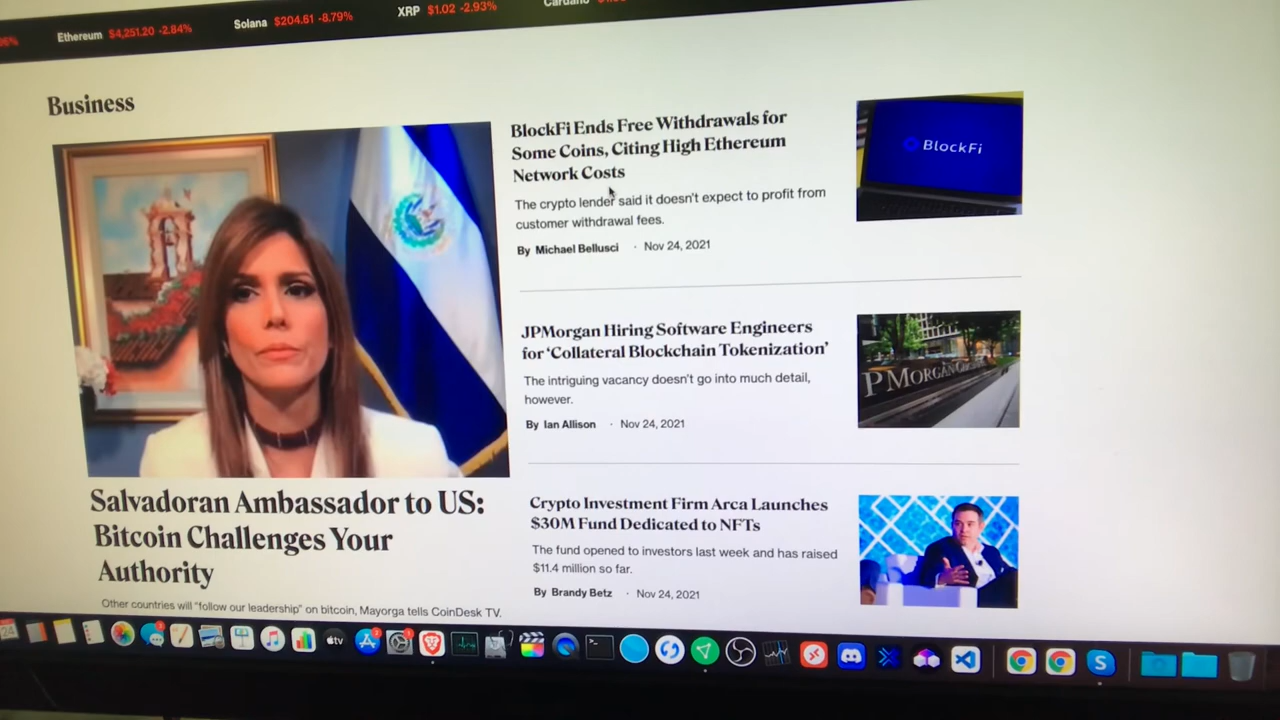 Ethereum $4,251.20 -2.84%
Solana $204.61 -8.79%
XRP $1.02 -2.93%
Cardano
Business
Salvadoran Ambassador to US:
Bitcoin Challenges Your
Authority
Other countries will "follow our leadership" on bitcoin, Mayorga tells CoinDesk TV.
BlockFi Ends Free Withdrawals for
Some Coins, Citing High Ethereum
Network Costs
The crypto lender said it doesn't expect to profit from
customer withdrawal fees.
By Michael Bellusci · Nov 24, 2021
BlockFi
JPMorgan Hiring Software Engineers
for 'Collateral Blockchain Tokenization'
The intriguing vacancy doesn't go into much detail,
however.
By Ian Allison · Nov 24, 2021
JPMORGAN
Crypto Investment Firm Arca Launches
$30M Fund Dedicated to NFTs
The fund opened to investors last week and has raised
$11.4 million so far.
By Brandy Betz · Nov 24, 2021
24
tv